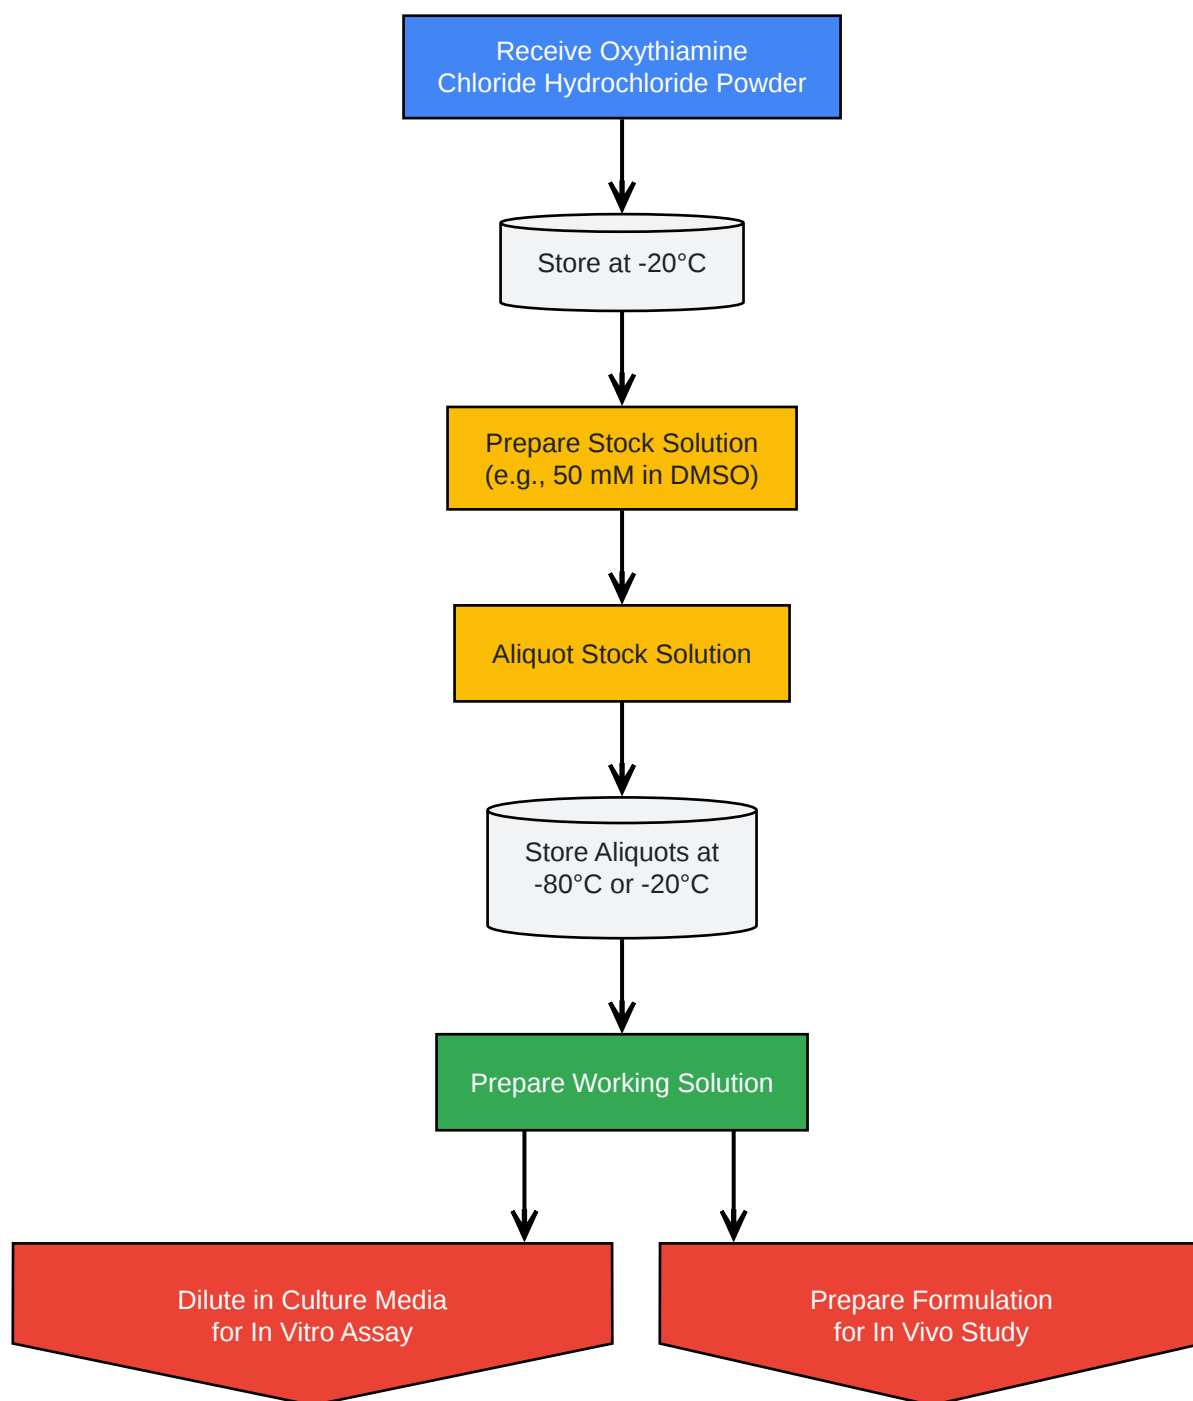 Receive Oxythiamine
Chloride Hydrochloride Powder
Store at -20°C
Prepare Stock Solution
(e.g., 50 mM in DMSO)
Aliquot Stock Solution
Store Aliquots at
-80°C or -20°C
Prepare Working Solution
Dilute in Culture Media
for In Vitro Assay
Prepare Formulation
for In Vivo Study